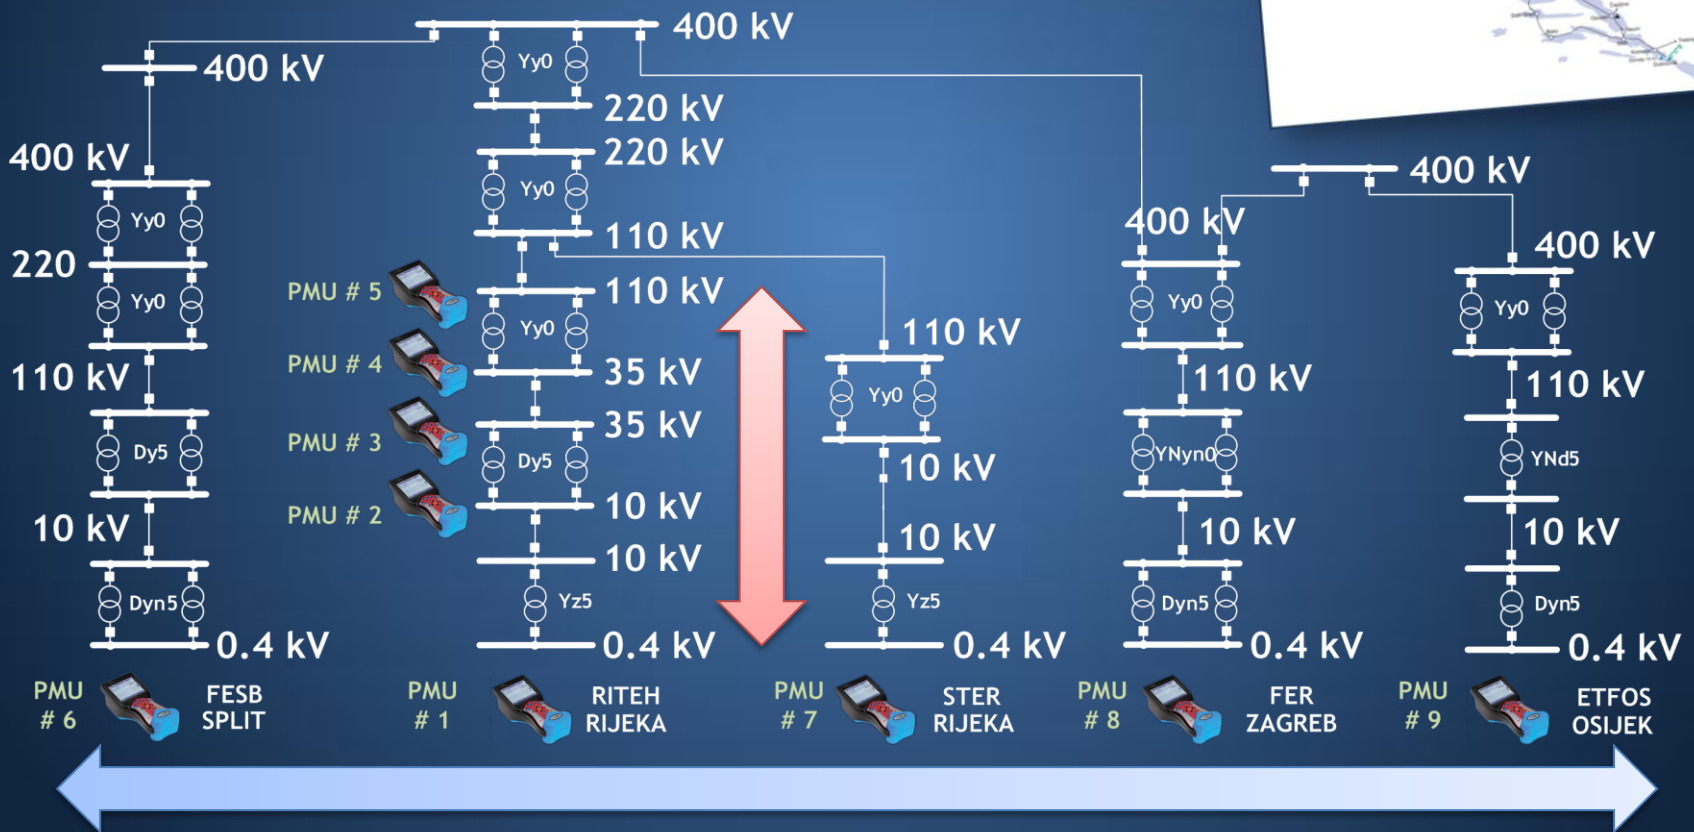 400 kV
Yy0
400 kV
220 kV
220 kV
Yy0
110 kV
400 kV
Yy0
220
Yy0
110 kV
Dy5
10 kV
Dyn5
0.4 kV
PMU # 5
PMU # 4
PMU # 3
PMU # 2
110 kV
Yy0
35 kV
35 kV
Dy5
10 kV
10 kV
Yz5
0.4 kV
110 kV
Yy0
10 kV
10 kV
Yz5
0.4 kV
400 kV
400 kV
Yy0
110 kV
YNyn0
10 kV
Dyn5
0.4 kV
400 kV
Yy0
110 kV
YNd5
10 kV
Dyn5
0.4 kV
PMU
# 6
FESB
SPLIT
PMU
# 1
RITEH
RIJEKA
PMU
# 7
STER
RIJEKA
PMU
# 8
FER
ZAGREB
PMU
# 9
ETFOS
OSIJEK